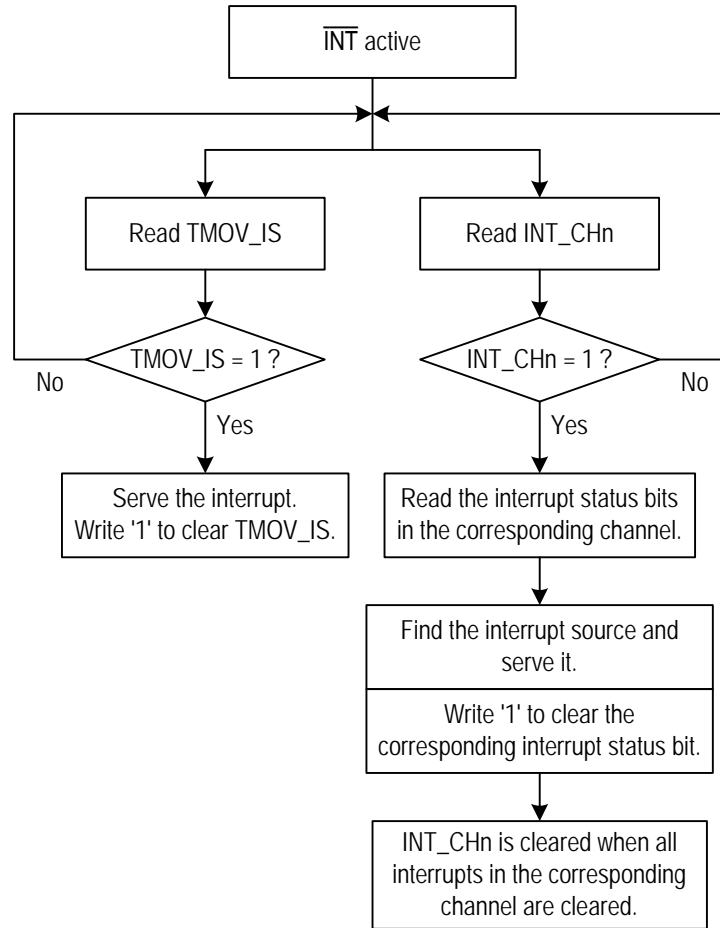 INT active
Read TMOV_IS
Read INT_CHn
TMOV_IS = 1 ?
INT_CHn = 1 ?
No
No
Yes
Yes
Serve the interrupt.
Write '1' to clear TMOV_IS.
Read the interrupt status bits
in the corresponding channel.
Find the interrupt source and
serve it.
Write '1' to clear the
corresponding interrupt status bit.
INT_CHn is cleared when all
interrupts in the corresponding
channel are cleared.